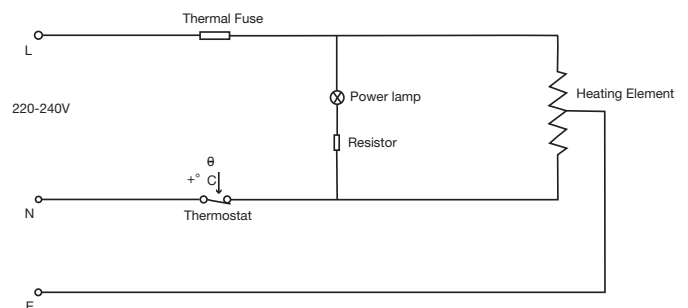 Thermal Fuse
L
Power lamp
Heating Element
220-240V
Resistor
θ
+° C
N
Thermostat
E